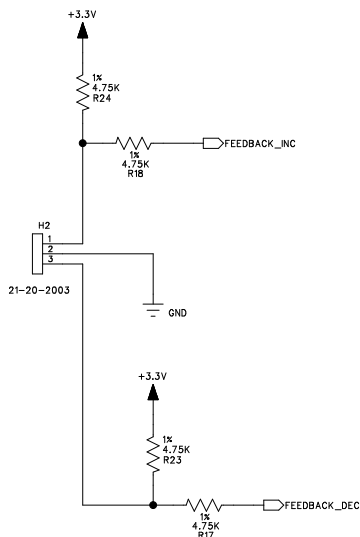 +3.3V
1%
4.75K
R24
FEEDBACK_INC
1%
4.75K
R18
H2
1
2
3
21-20-2003
GND
+3.3V
1%
4.75K
R23
FEEDBACK_DEC
1%
4.75K
R17